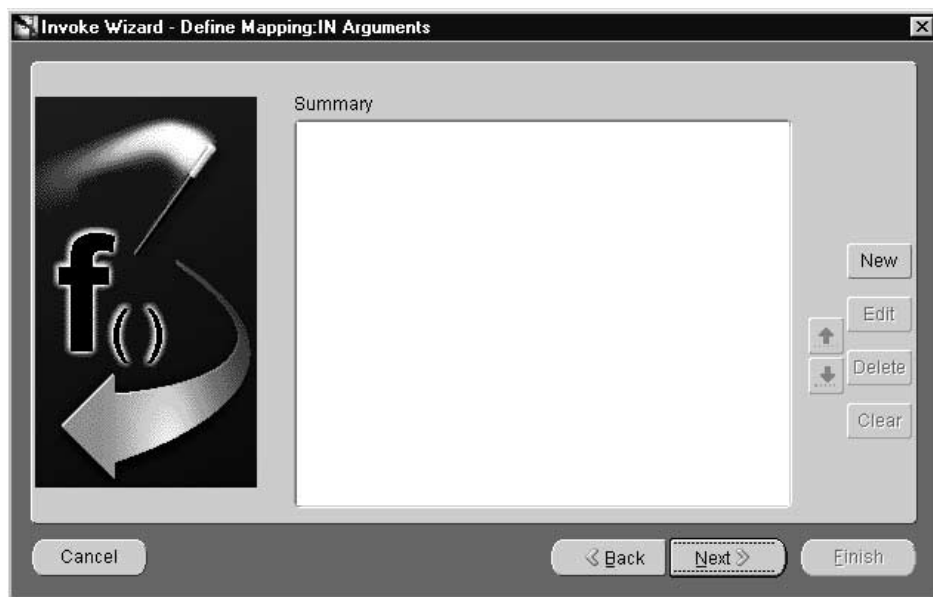 Invoke Wizard - Define Mapping:IN Arguments
Summary
f()
New
Edit
Delete
Clear
Cancel
Back
Next
Finish